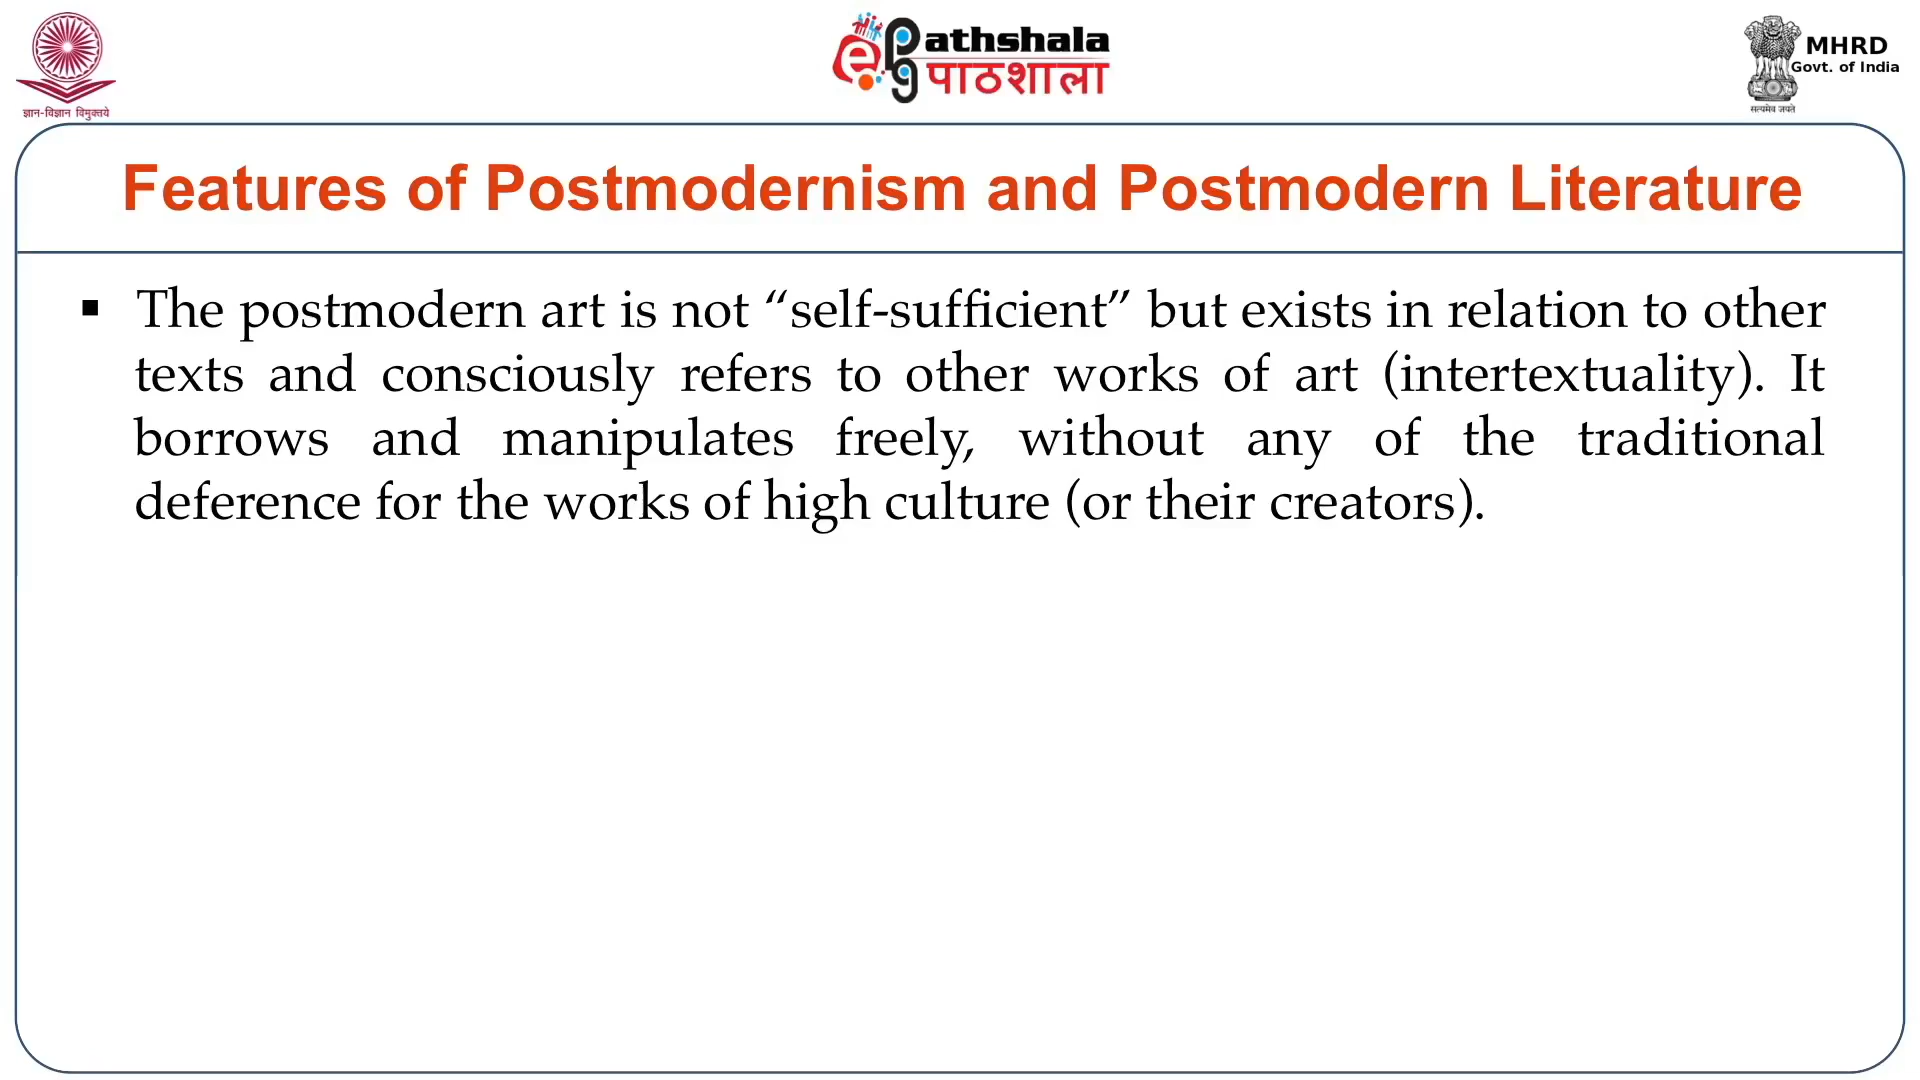 ज्ञान-विज्ञान विमुक्तये
e
pg
Pathshala
पाठशाला
MHRD
Govt. of India
सत्यमेव जयते
Features of Postmodernism and Postmodern Literature
▪ The postmodern art is not “self-sufficient” but exists in relation to other
texts and consciously refers to other works of art (intertextuality). It
borrows and manipulates freely, without any of the traditional
deference for the works of high culture (or their creators).